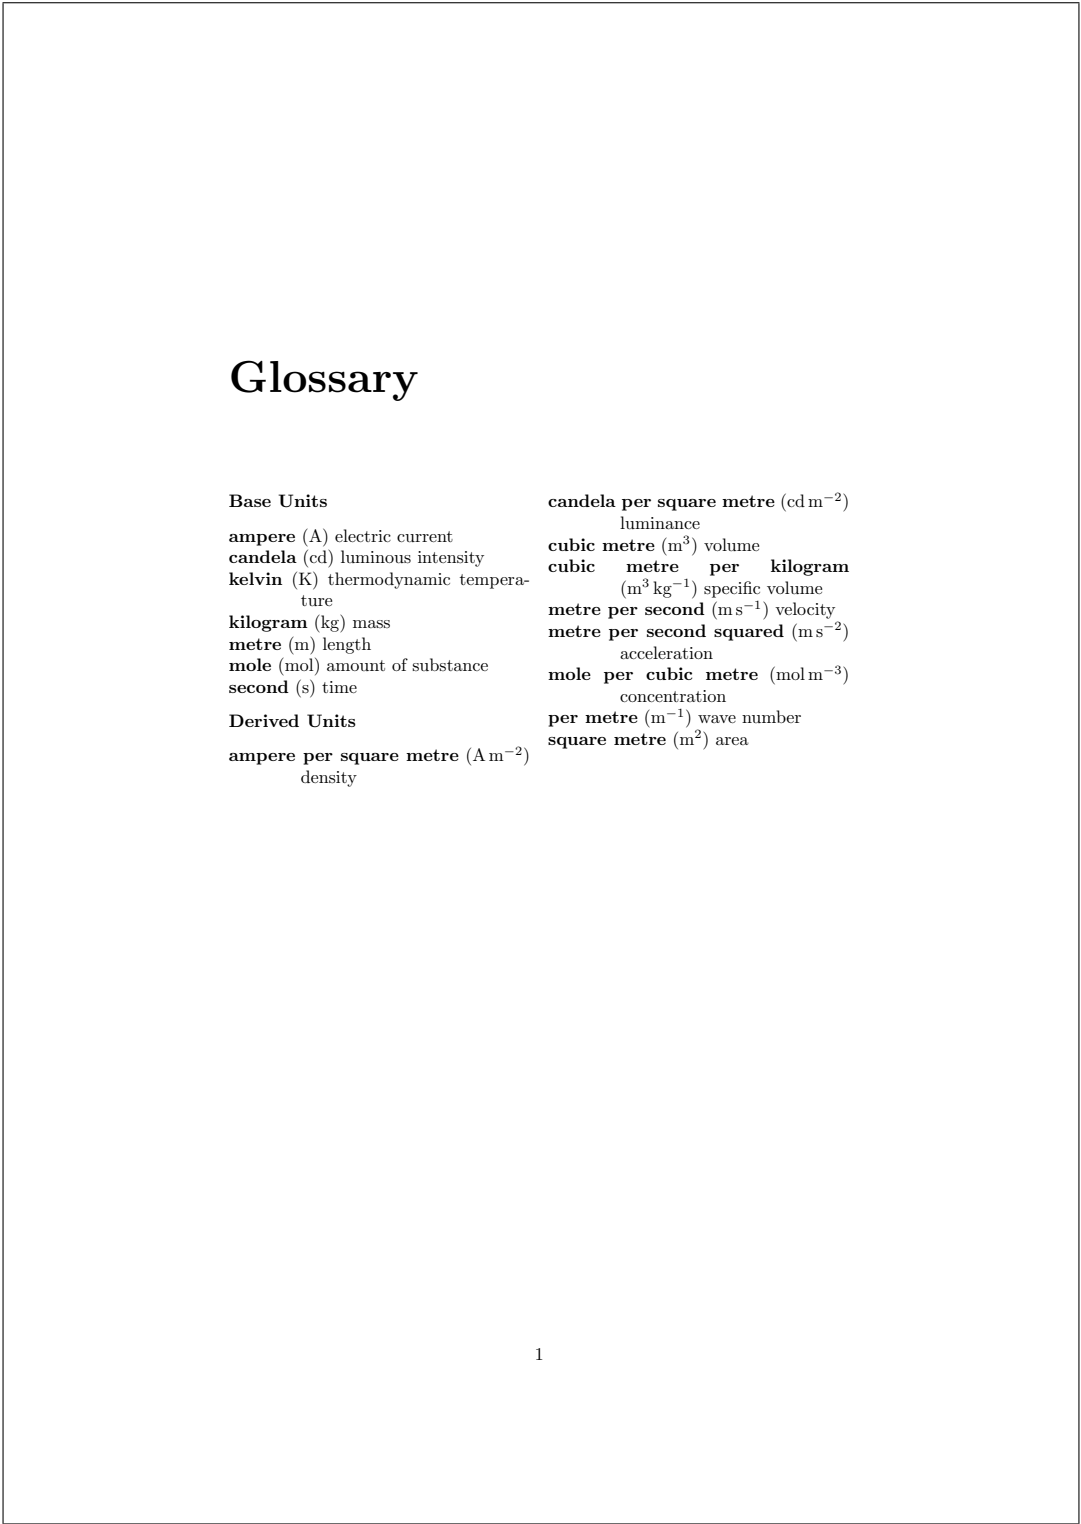 Glossary
Base Units
ampere (A) electric current
candela (cd) luminous intensity
kelvin (K) thermodynamic tempera-
ture
kilogram (kg) mass
metre (m) length
mole (mol) amount of substance
second (s) time
Derived Units
ampere per square metre (A m⁻²)
density
candela per square metre (cd m⁻²)
luminance
cubic metre (m³) volume
cubic metre per kilogram
(m³ kg⁻¹) specific volume
metre per second (m s⁻¹) velocity
metre per second squared (m s⁻²)
acceleration
mole per cubic metre (mol m⁻³)
concentration
per metre (m⁻¹) wave number
square metre (m²) area
1